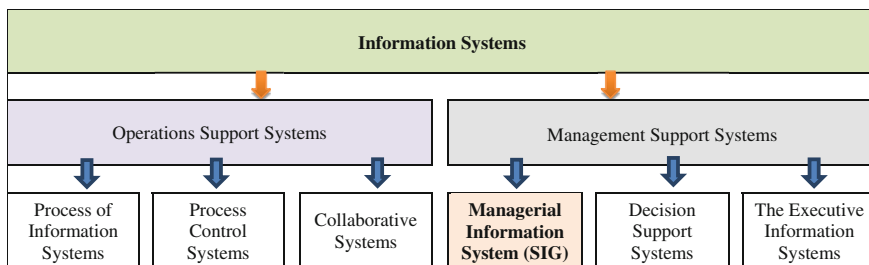 Information Systems
Operations Support Systems
Management Support Systems
Process of
Information
Systems
Process
Control
Systems
Collaborative
Systems
Managerial
Information
System (SIG)
Decision
Support
Systems
The Executive
Information
Systems